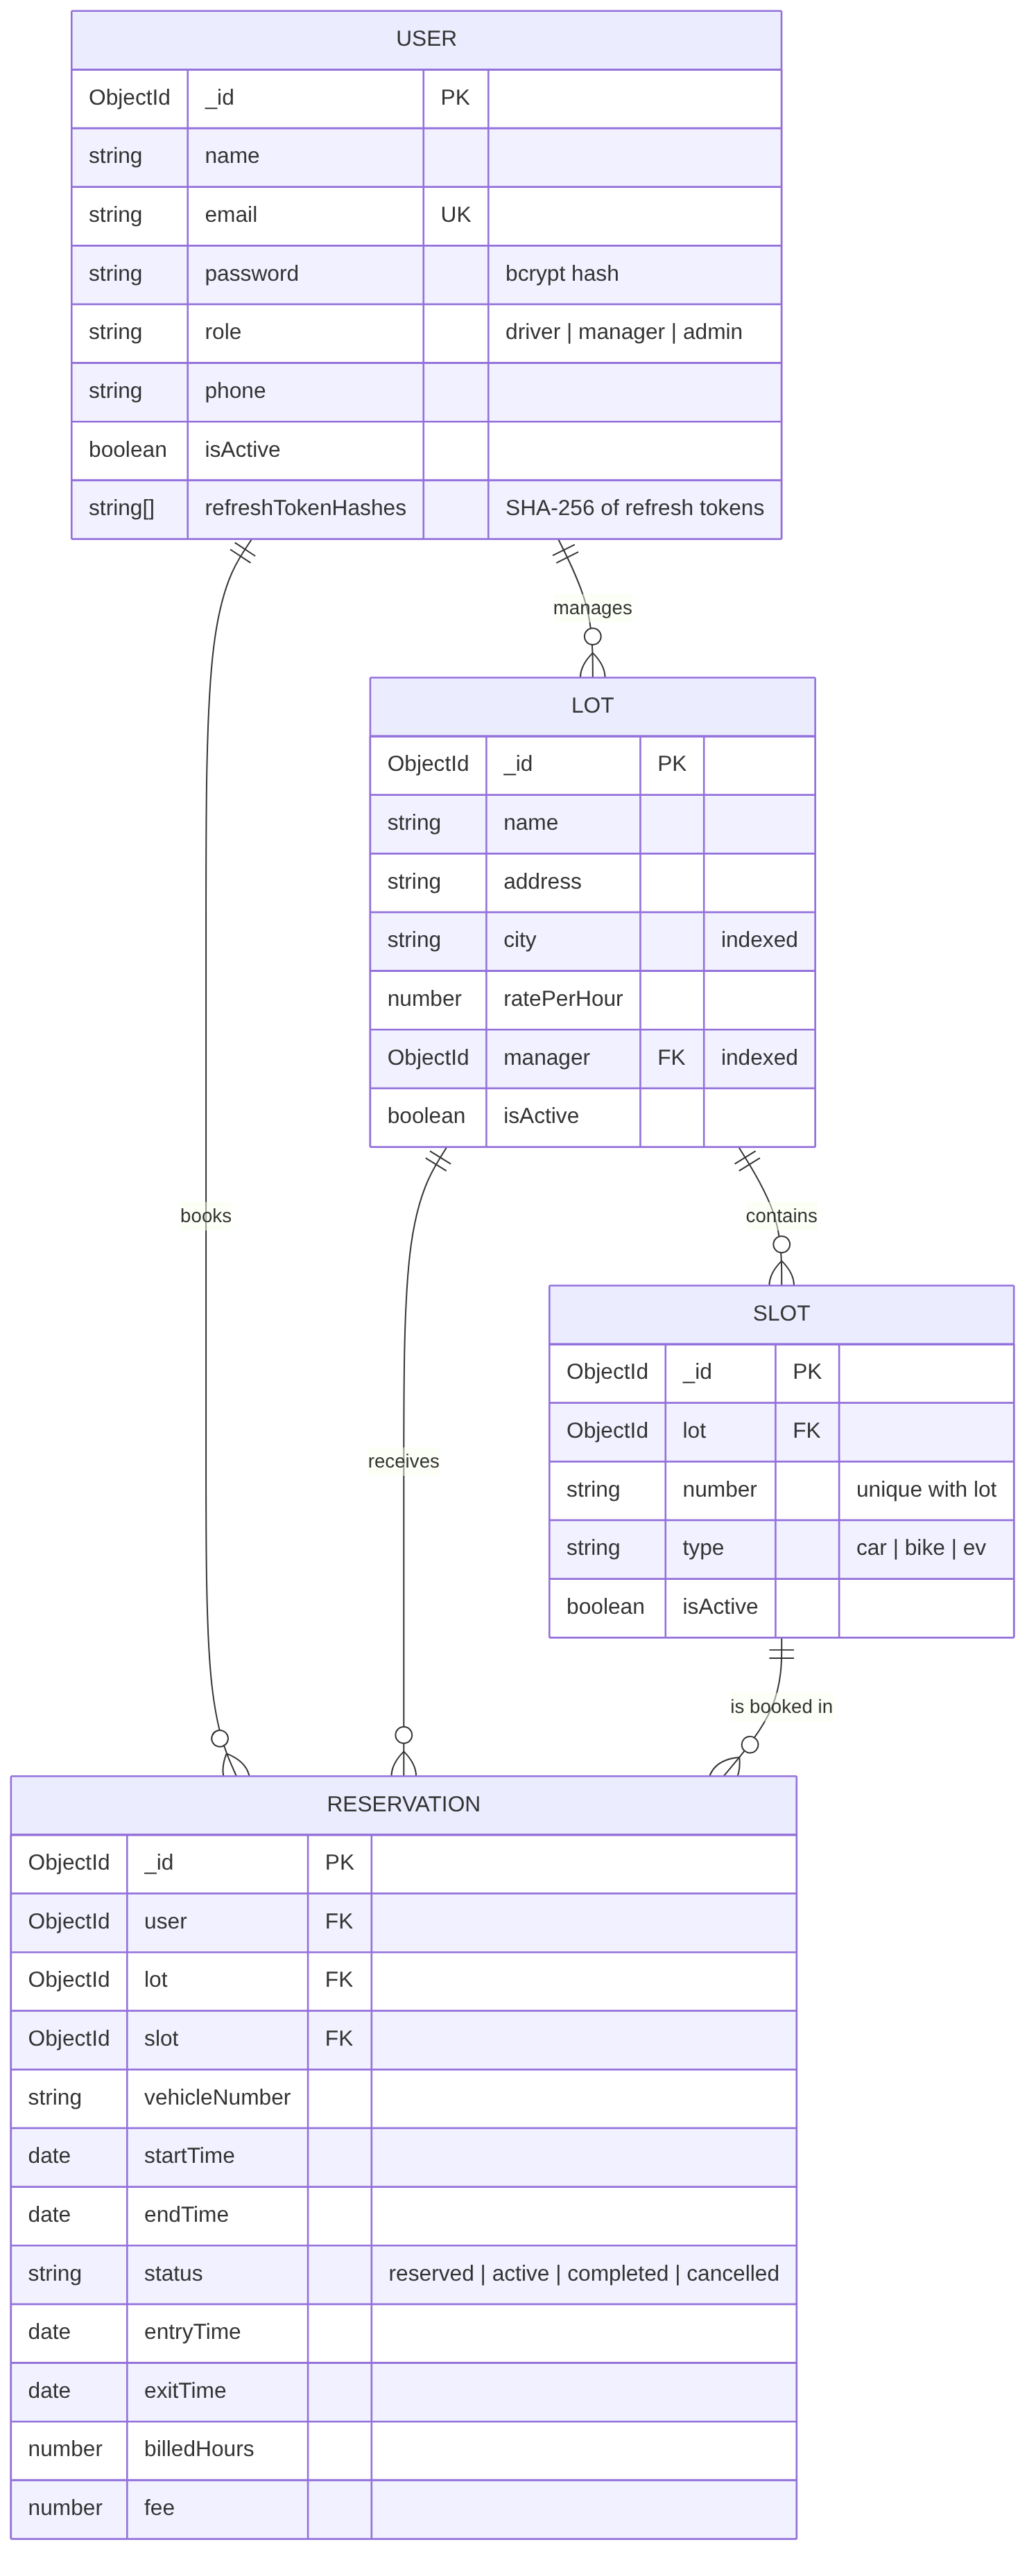 USER
ObjectId _id PK
string name
string email UK
string password bcrypt hash
string role driver | manager | admin
string phone
boolean isActive
string[] refreshTokenHashes SHA-256 of refresh tokens
manages
LOT
ObjectId _id PK
string name
string address
string city indexed
number ratePerHour
ObjectId manager FK indexed
boolean isActive
books
contains
SLOT
ObjectId _id PK
ObjectId lot FK
string number unique with lot
string type car | bike | ev
boolean isActive
receives
is booked in
RESERVATION
ObjectId _id PK
ObjectId user FK
ObjectId lot FK
ObjectId slot FK
string vehicleNumber
date startTime
date endTime
string status reserved | active | completed | cancelled
date entryTime
date exitTime
number billedHours
number fee